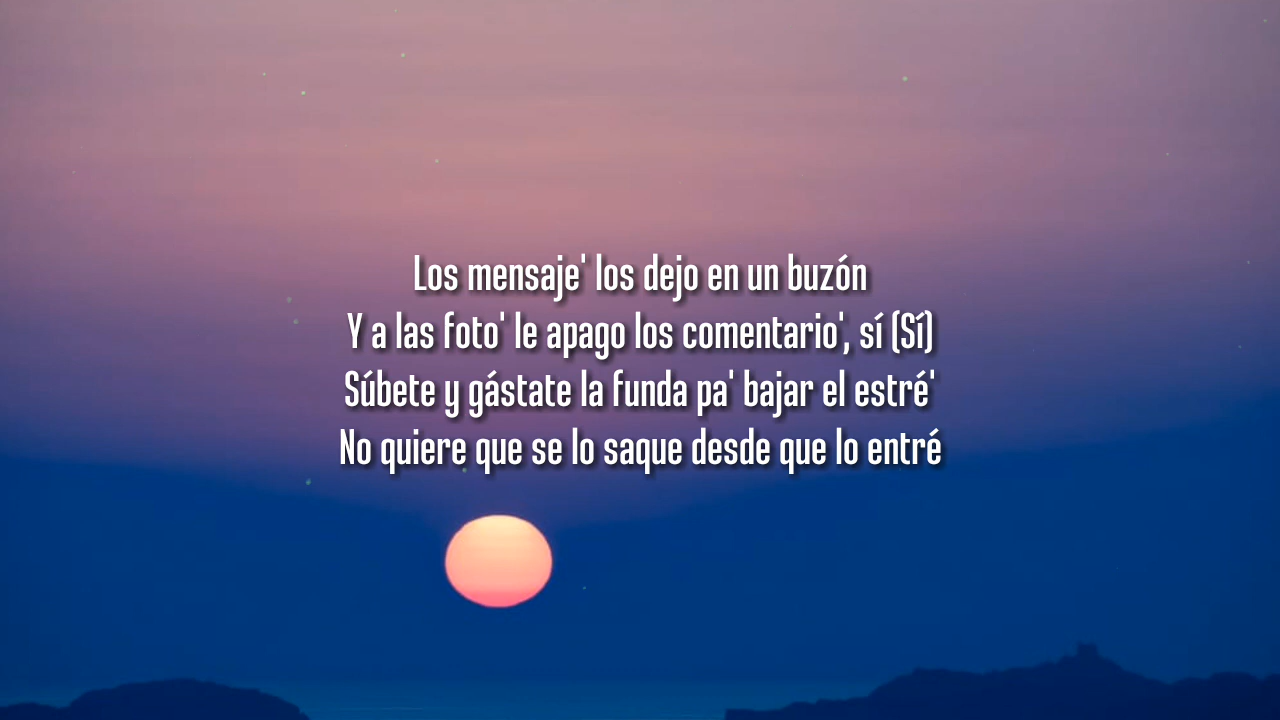 Los mensaje' los dejo en un buzón
Y a las foto' le apago los comentario', sí (Sí)
Súbete y gástate la funda pa' bajar el estré'
No quiere que se lo saque desde que lo entré